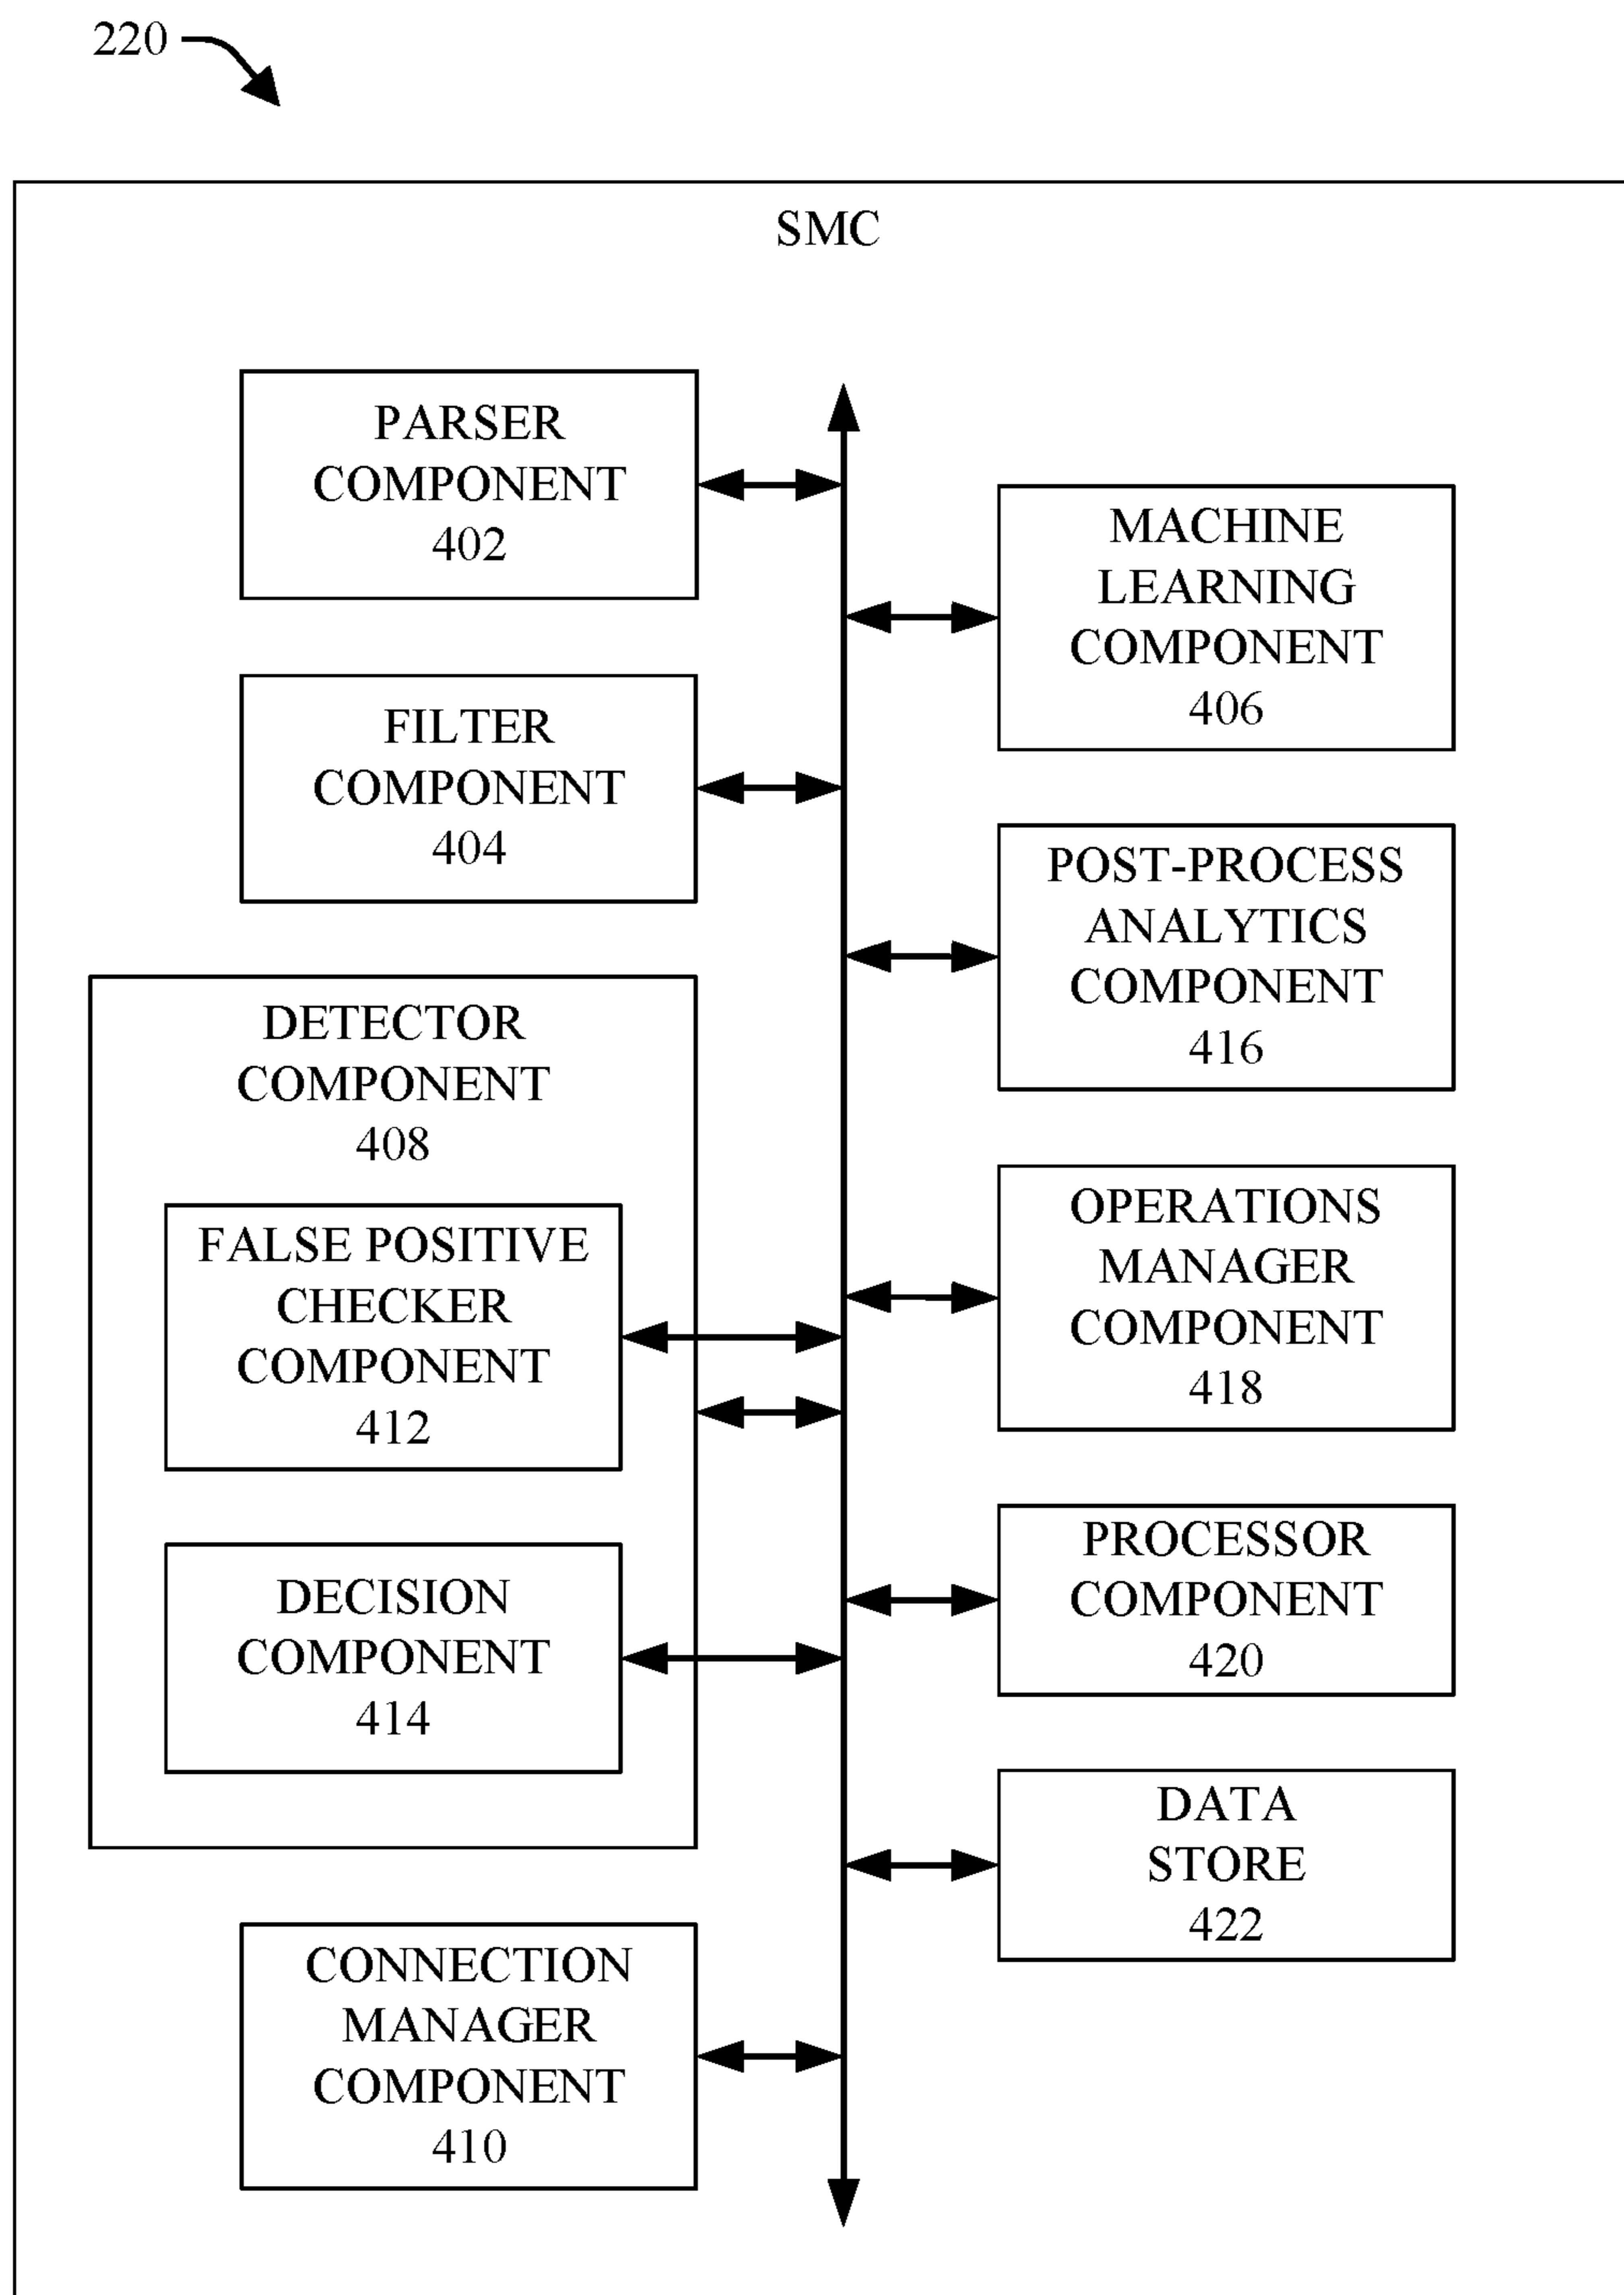 220
SMC
PARSER
COMPONENT
402
FILTER
COMPONENT
404
DETECTOR
COMPONENT
408
FALSE POSITIVE
CHECKER
COMPONENT
412
DECISION
COMPONENT
414
CONNECTION
MANAGER
COMPONENT
410
MACHINE
LEARNING
COMPONENT
406
POST-PROCESS
ANALYTICS
COMPONENT
416
OPERATIONS
MANAGER
COMPONENT
418
PROCESSOR
COMPONENT
420
DATA
STORE
422